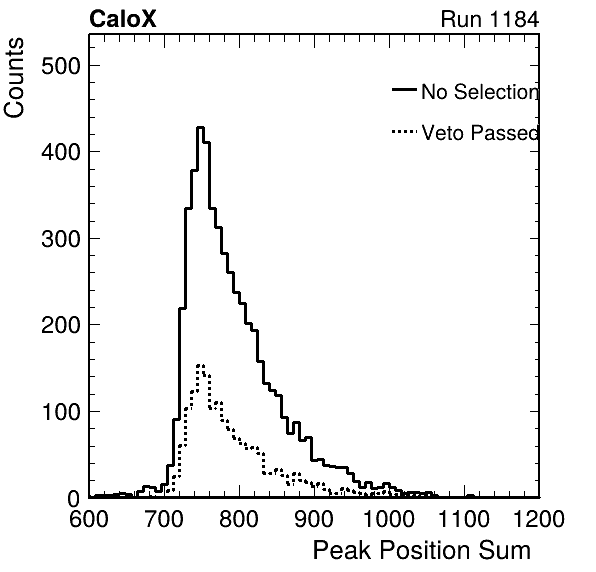 CaloX Run 1184
Counts
500
400
300
200
100
0
No Selection
Veto Passed
600 700 800 900 1000 1100 1200
Peak Position Sum